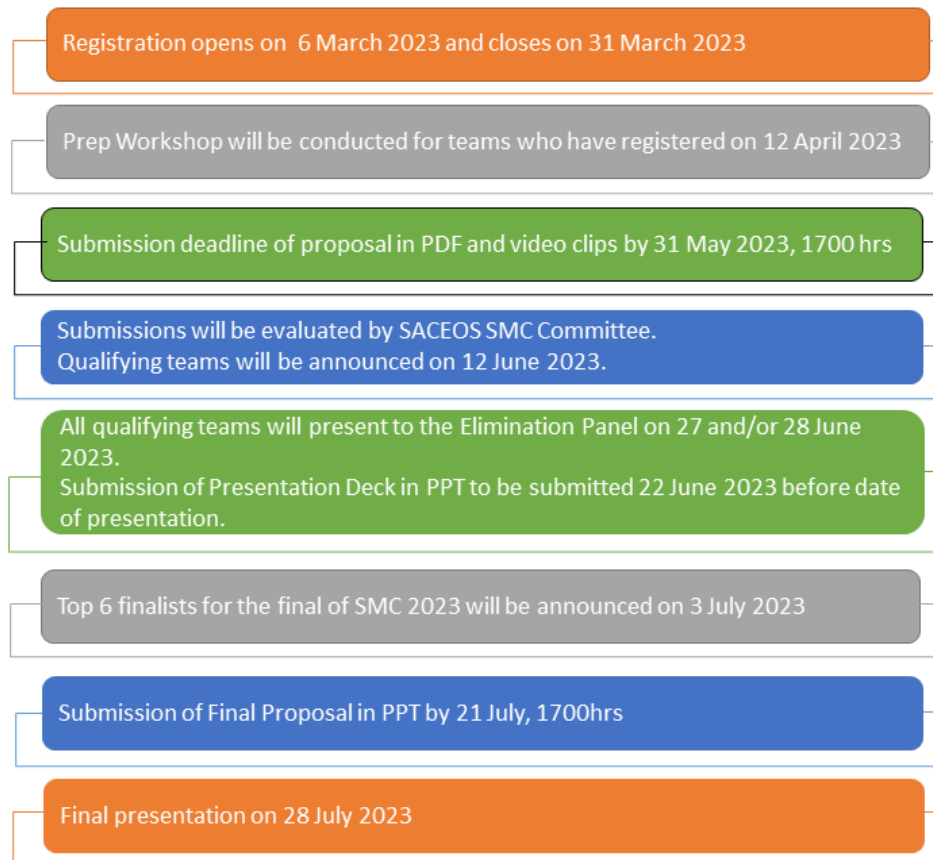 Registration opens on 6 March 2023 and closes on 31 March 2023
Prep Workshop will be conducted for teams who have registered on 12 April 2023
Submission deadline of proposal in PDF and video clips by 31 May 2023, 1700 hrs
Submissions will be evaluated by SACEOS SMC Committee.
Qualifying teams will be announced on 12 June 2023.
All qualifying teams will present to the Elimination Panel on 27 and/or 28 June
2023.
Submission of Presentation Deck in PPT to be submitted 22 June 2023 before date
of presentation.
Top 6 finalists for the final of SMC 2023 will be announced on 3 July 2023
Submission of Final Proposal in PPT by 21 July, 1700hrs
Final presentation on 28 July 2023